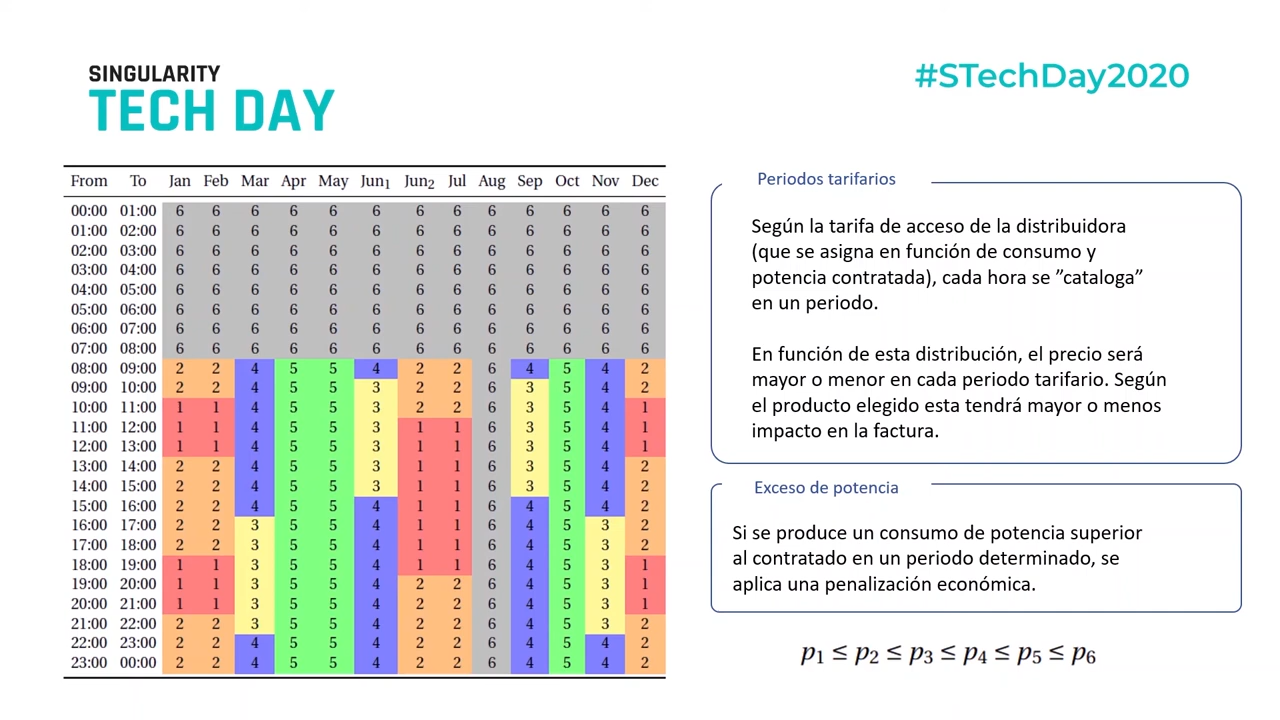 SINGULARITY
TECH DAY
#STechDay2020
From To Jan Feb Mar Apr May Jun₁ Jun₂ Jul Aug Sep Oct Nov Dec
00:00 01:00 6 6 6 6 6 6 6 6 6 6 6 6 6
01:00 02:00 6 6 6 6 6 6 6 6 6 6 6 6 6
02:00 03:00 6 6 6 6 6 6 6 6 6 6 6 6 6
03:00 04:00 6 6 6 6 6 6 6 6 6 6 6 6 6
04:00 05:00 6 6 6 6 6 6 6 6 6 6 6 6 6
05:00 06:00 6 6 6 6 6 6 6 6 6 6 6 6 6
06:00 07:00 6 6 6 6 6 6 6 6 6 6 6 6 6
07:00 08:00 6 6 6 6 6 6 6 6 6 6 6 6 6
08:00 09:00 2 2 4 5 5 4 2 2 6 4 5 4 2
09:00 10:00 2 2 4 5 5 3 2 2 6 3 5 4 2
10:00 11:00 1 1 4 5 5 3 2 2 6 3 5 4 1
11:00 12:00 1 1 4 5 5 3 1 1 6 3 5 4 1
12:00 13:00 1 1 4 5 5 3 1 1 6 3 5 4 1
13:00 14:00 2 2 4 5 5 3 1 1 6 3 5 4 2
14:00 15:00 2 2 4 5 5 3 1 1 6 3 5 4 2
15:00 16:00 2 2 4 5 5 4 1 1 6 4 5 4 2
16:00 17:00 2 2 3 5 5 4 1 1 6 4 5 3 2
17:00 18:00 2 2 3 5 5 4 1 1 6 4 5 3 2
18:00 19:00 1 1 3 5 5 4 1 1 6 4 5 3 1
19:00 20:00 1 1 3 5 5 4 2 2 6 4 5 3 1
20:00 21:00 1 1 3 5 5 4 2 2 6 4 5 3 1
21:00 22:00 2 2 3 5 5 4 2 2 6 4 5 3 2
22:00 23:00 2 2 4 5 5 4 2 2 6 4 5 4 2
23:00 00:00 2 2 4 5 5 4 2 2 6 4 5 4 2
Periodos tarifarios
Según la tarifa de acceso de la distribuidora
(que se asigna en función de consumo y
potencia contratada), cada hora se ”cataloga”
en un periodo.
En función de esta distribución, el precio será
mayor o menor en cada periodo tarifario. Según
el producto elegido esta tendrá mayor o menos
impacto en la factura.
Exceso de potencia
Si se produce un consumo de potencia superior
al contratado en un periodo determinado, se
aplica una penalización económica.
p₁ ≤ p₂ ≤ p₃ ≤ p₄ ≤ p₅ ≤ p₆